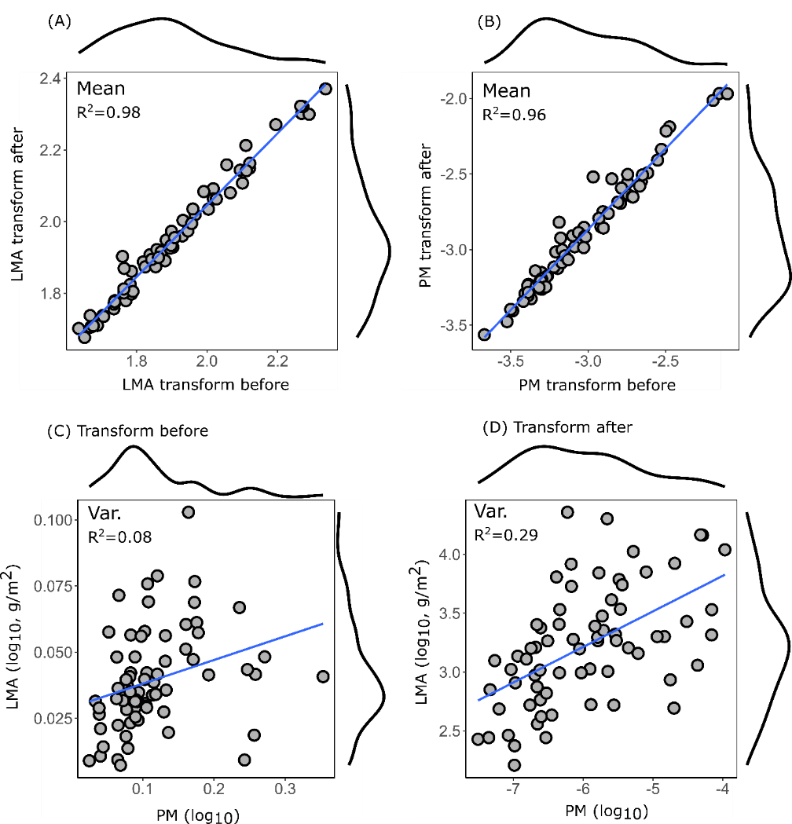 (A)
Mean
R²=0.98
2.4
2.2
2.0
1.8
LMA transform after
1.8 2.0 2.2
LMA transform before
(B)
Mean
R²=0.96
-2.0
-2.5
-3.0
-3.5
PM transform after
-3.5 -3.0 -2.5
PM transform before
(C) Transform before
Var.
R²=0.08
0.100
0.075
0.050
0.025
LMA (log10, g/m²)
0.1 0.2 0.3
PM (log10)
(D) Transform after
Var.
R²=0.29
4.0
3.5
3.0
2.5
LMA (log10, g/m²)
-7 -6 -5 -4
PM (log10)